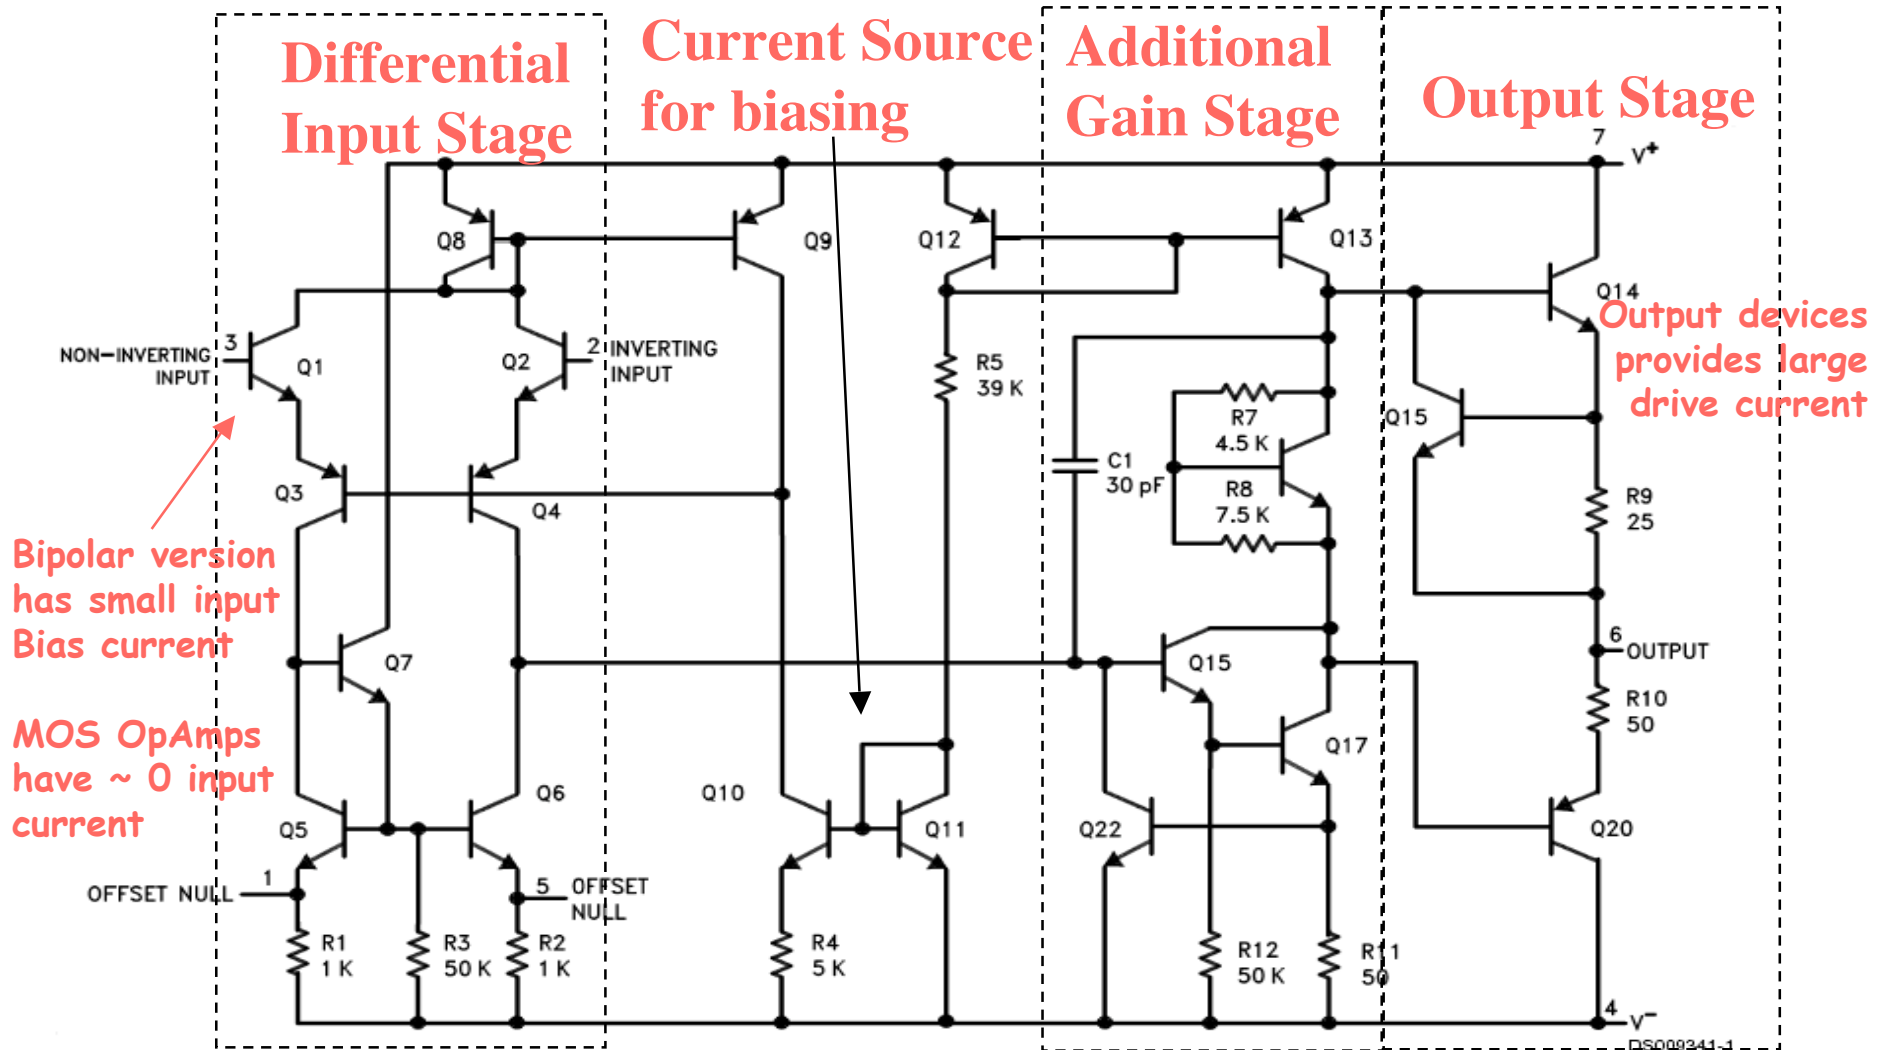 Differential
Input Stage
Current Source
for biasing
Additional
Gain Stage
Output Stage
7
V+
Q8
Q9
Q12
Q13
Q14
Output devices
provides large
drive current
NON-INVERTING
INPUT
3
Q1
Q2
2
INVERTING
INPUT
R5
39 K
R7
4.5 K
Q15
C1
30 pF
R8
7.5 K
R9
25
Q3
Q4
Bipolar version
has small input
Bias current
Q7
Q15
6
OUTPUT
R10
50
MOS OpAmps
have ~ 0 input
current
Q17
Q5
Q6
Q10
Q11
Q22
Q20
OFFSET NULL
1
5
OFFSET
NULL
R1
1 K
R3
50 K
R2
1 K
R4
5 K
R12
50 K
R11
50
4
V-
DS009341-1